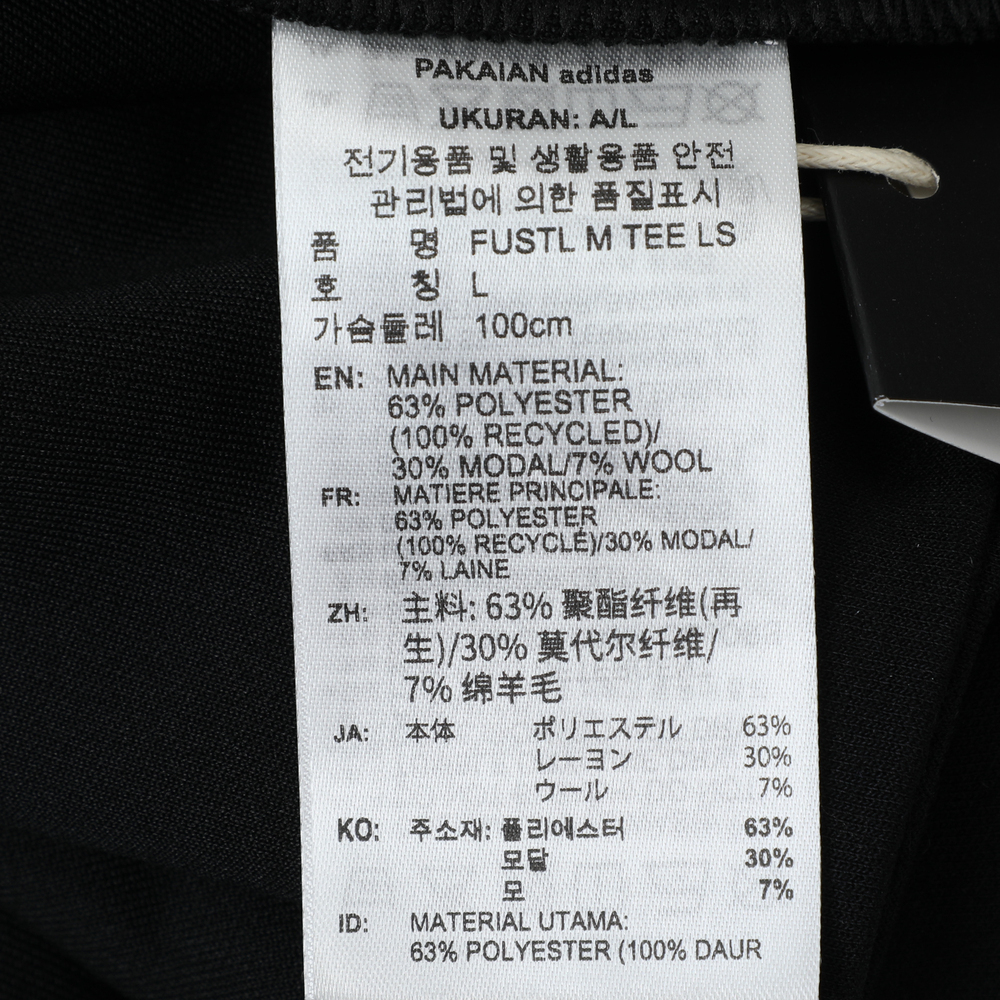 PAKAIAN adidas
UKURAN: A/L
전기용품 및 생활용품 안전
관리법에 의한 품질표시
품 명 FUSTL M TEE LS
호 칭 L
가슴둘레 100cm
EN: MAIN MATERIAL:
63% POLYESTER
(100% RECYCLED)/
30% MODAL/7% WOOL
FR: MATIERE PRINCIPALE:
63% POLYESTER
(100% RECYCLÉ)/30% MODAL/
7% LAINE
ZH: 主料: 63% 聚酯纤维(再
生)/30% 莫代尔纤维/
7% 绵羊毛
JA: 本体 ポリエステル 63%
レーヨン 30%
ウール 7%
KO: 주소재: 폴리에스터 63%
모달 30%
모 7%
ID: MATERIAL UTAMA:
63% POLYESTER (100% DAUR